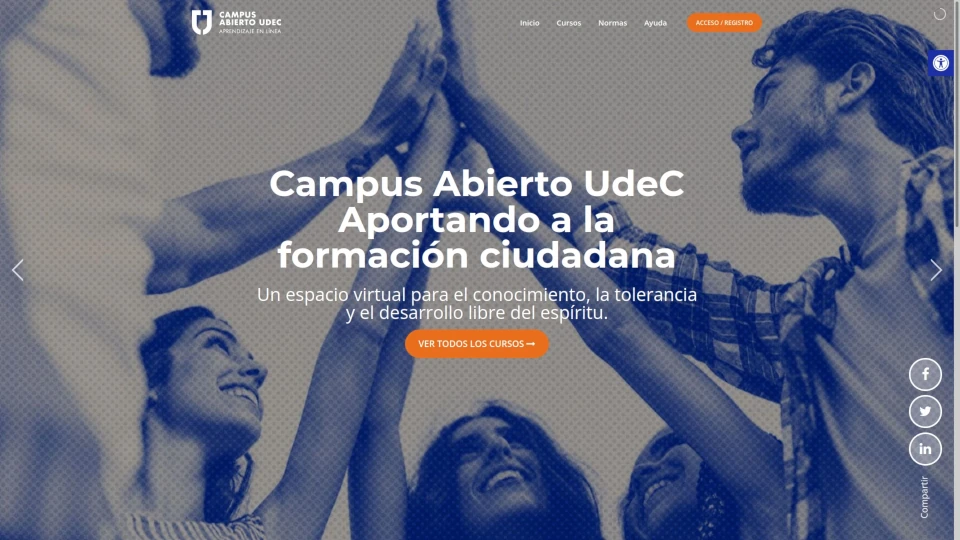 CAMPUS
ABIERTO UDEC
APRENDIZAJE EN LÍNEA
Inicio
Cursos
Normas
Ayuda
ACCESO / REGISTRO
Campus Abierto UdeC
Aportando a la
formación ciudadana
Un espacio virtual para el conocimiento, la tolerancia
y el desarrollo libre del espíritu.
VER TODOS LOS CURSOS
Compartir